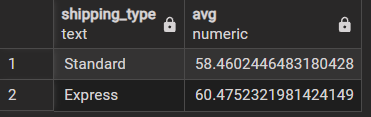 shipping_type avg
text numeric
1 Standard 58.4602446483180428
2 Express 60.4752321981424149